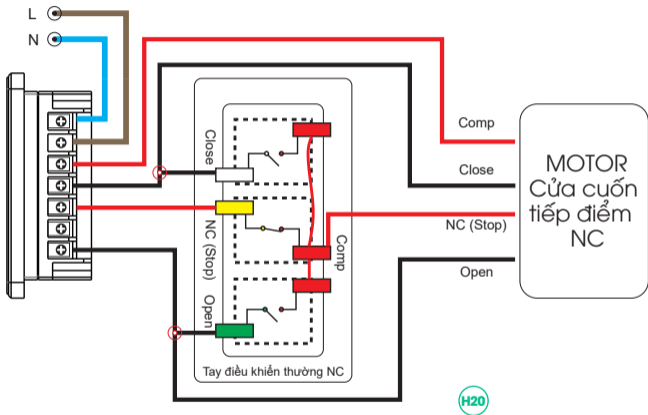 L
N
Close
NC (Stop)
Open
Comp
Tay điều khiển thường NC
Comp
Close
NC (Stop)
Open
MOTOR
Cửa cuốn
tiếp điểm
NC
H20